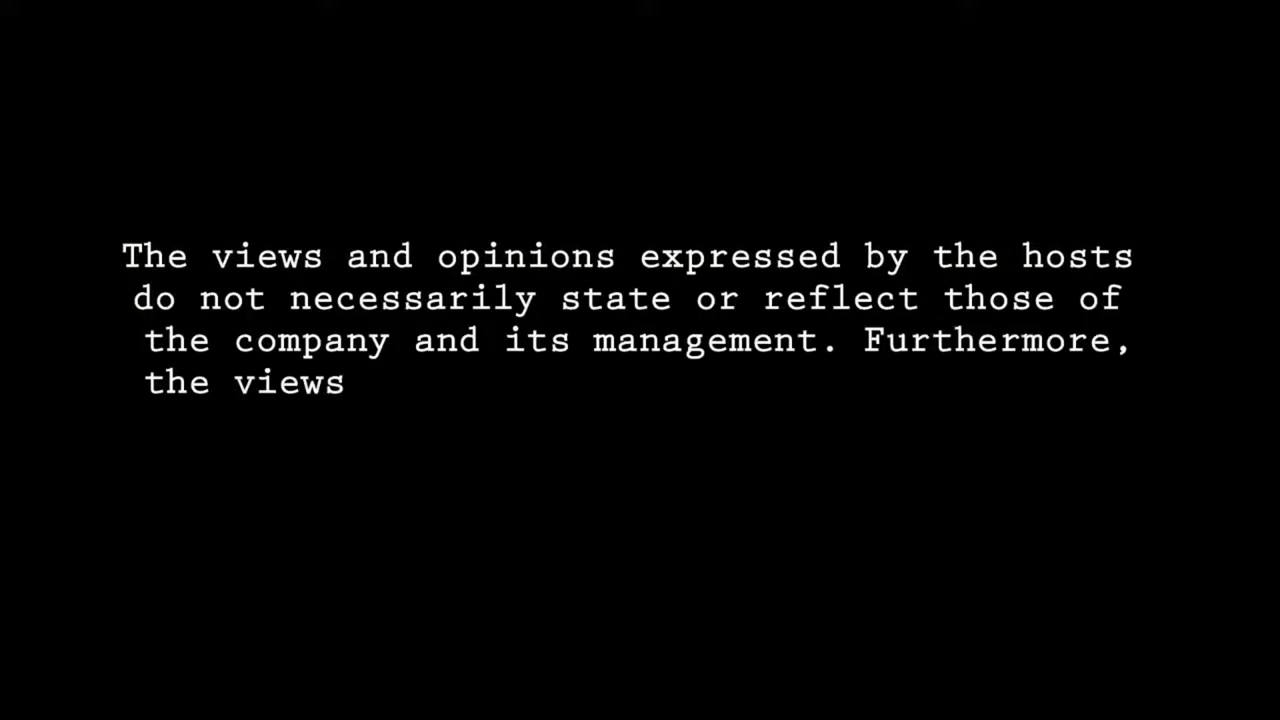 The views and opinions expressed by the hosts
do not necessarily state or reflect those of
the company and its management. Furthermore,
the views